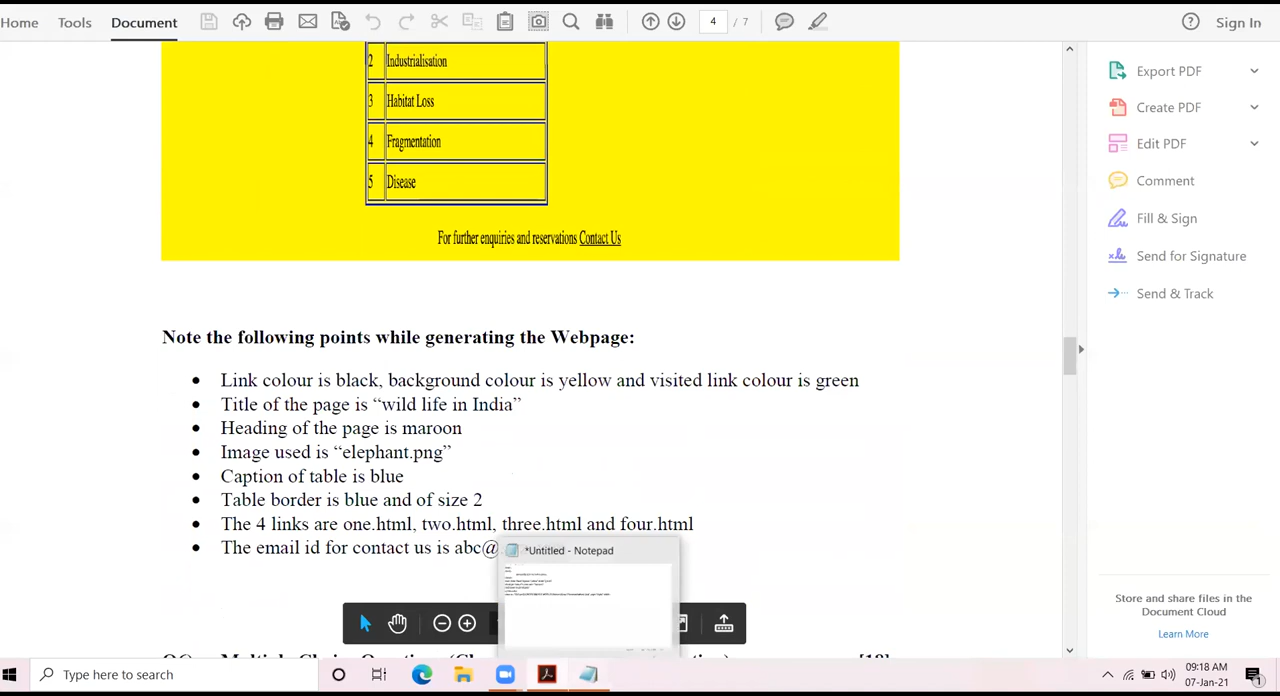 Home Tools Document 4 / 7 Sign In
2 Industrialisation
3 Habitat Loss
4 Fragmentation
5 Disease
For further enquiries and reservations Contact Us
Note the following points while generating the Webpage:
• Link colour is black, background colour is yellow and visited link colour is green
• Title of the page is “wild life in India”
• Heading of the page is maroon
• Image used is “elephant.png”
• Caption of table is blue
• Table border is blue and of size 2
• The 4 links are one.html, two.html, three.html and four.html
• The email id for contact us is abc@
*Untitled - Notepad
Export PDF
Create PDF
Edit PDF
Comment
Fill & Sign
Send for Signature
Send & Track
Store and share files in the
Document Cloud
Learn More
Type here to search
09:18 AM
07-Jan-21
1